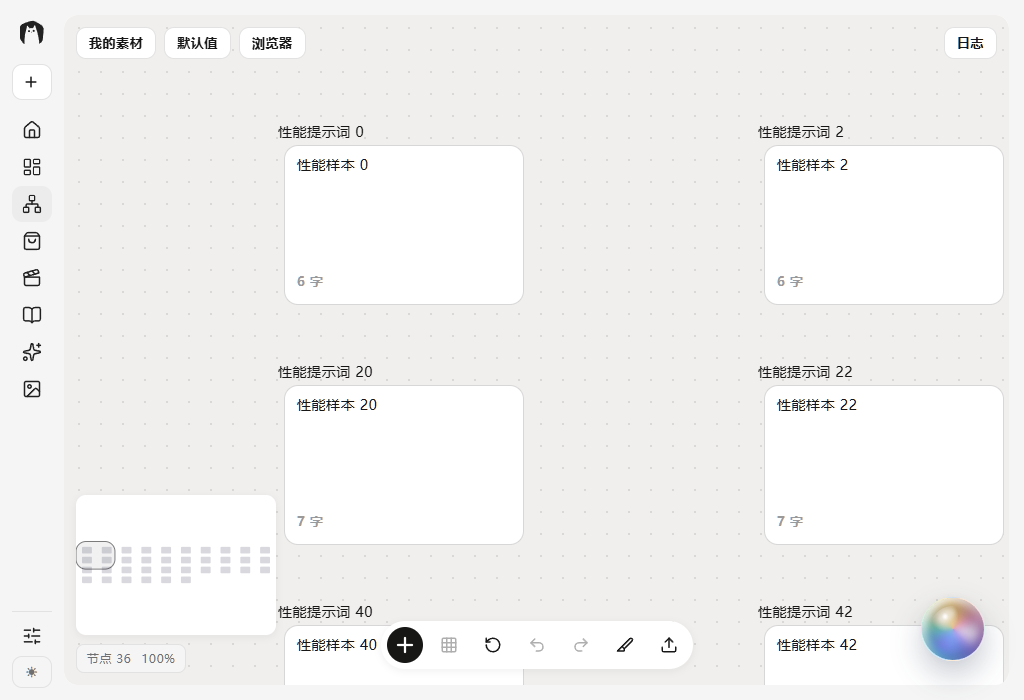 我的素材
默认值
浏览器
日志
性能提示词 0
性能样本 0
6 字
性能提示词 2
性能样本 2
6 字
性能提示词 20
性能样本 20
7 字
性能提示词 22
性能样本 22
7 字
性能提示词 40
性能样本 40
性能提示词 42
性能样本 42
节点 36 100%